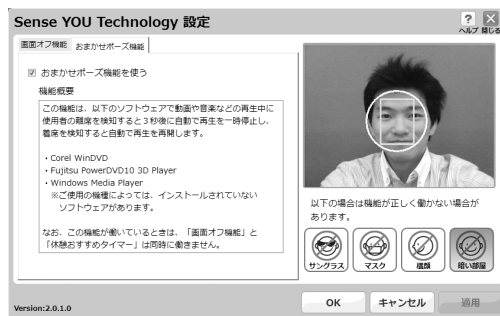 Sense YOU Technology 設定
ヘルプ 閉じる
画面オフ機能 おまかせポーズ機能
おまかせポーズ機能を使う
機能概要
この機能は、以下のソフトウェアで動画や音楽などの再生中に
使用者の離席を検知すると3秒後に自動で再生を一時停止し、
着席を検知すると自動で再生を再開します。
・Corel WinDVD
・Fujitsu PowerDVD10 3D Player
・Windows Media Player
※ご使用の機種によっては、インストールされていない
ソフトウェアがあります。
なお、この機能が働いているときは、「画面オフ機能」と
「休憩おすすめタイマー」は同時に働きません。
以下の場合は機能が正しく働かない場合が
あります。
サングラス マスク 横顔 暗い部屋
Version:2.0.1.0
OK キャンセル 適用